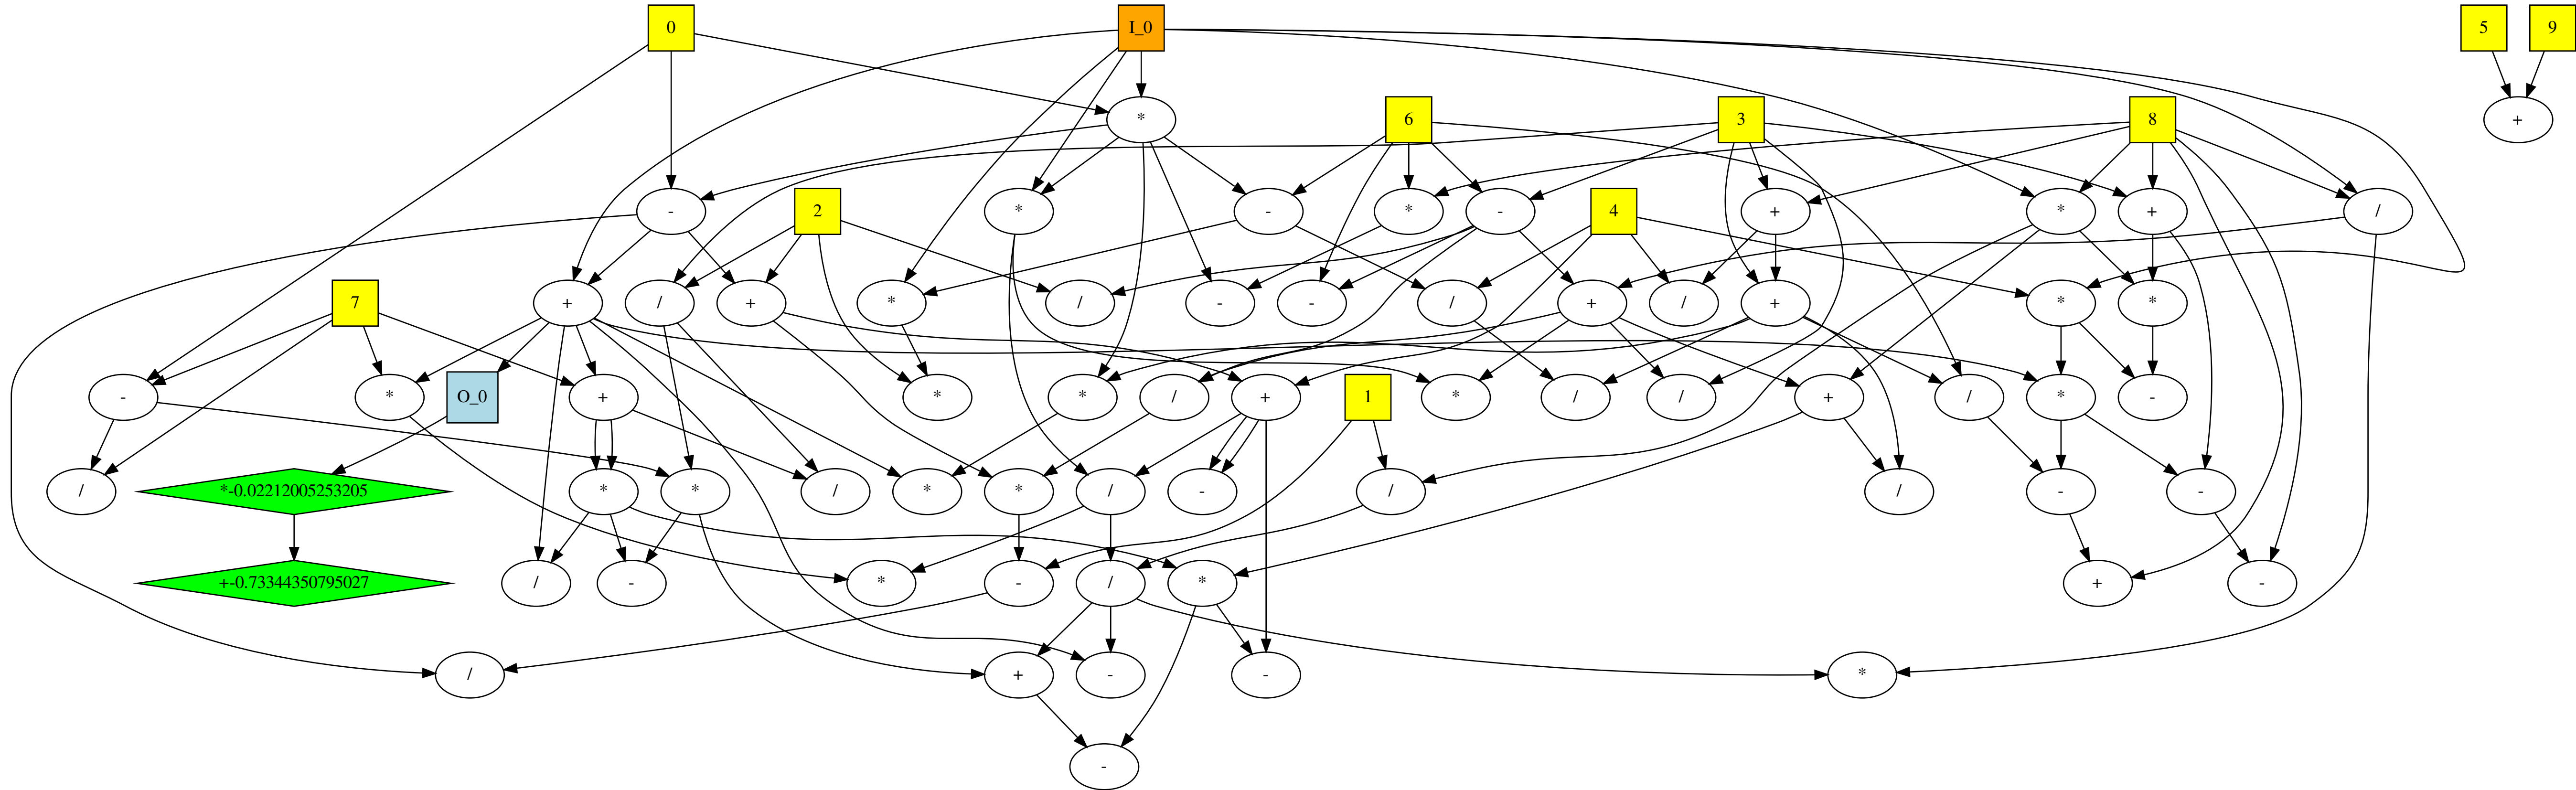 0 I_0 5 9
* 6 3 8 +
- 2 * - * - 4 + * + /
7 + / + * / - - / + / + * *
- * O_0 + * * / + 1 * / / + / * -
/ *-0.02212005253205 * * / * * / - / / - -
+-0.73344350795027 / - * - / * + -
/ + - - *
-